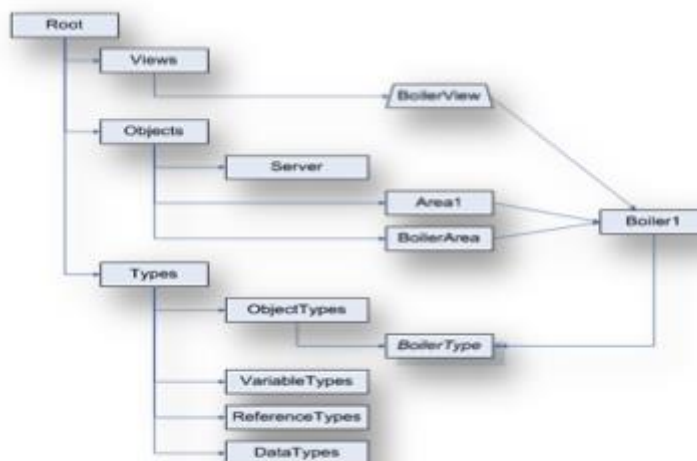 Root
Views
BoilerView
Objects
Server
Area1
Boiler1
BoilerArea
Types
ObjectTypes
BoilerType
VariableTypes
ReferenceTypes
DataTypes